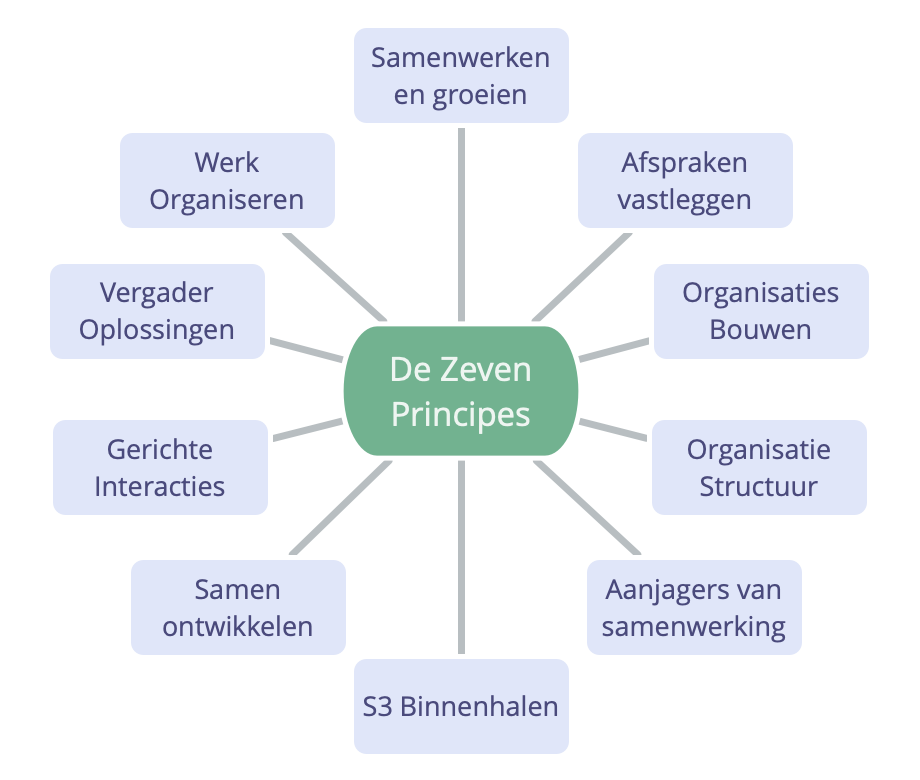 Samenwerken
en groeien
Werk
Organiseren
Afspraken
vastleggen
Vergader
Oplossingen
Organisaties
Bouwen
De Zeven
Principes
Gerichte
Interacties
Organisatie
Structuur
Samen
ontwikkelen
Aanjagers van
samenwerking
S3 Binnenhalen